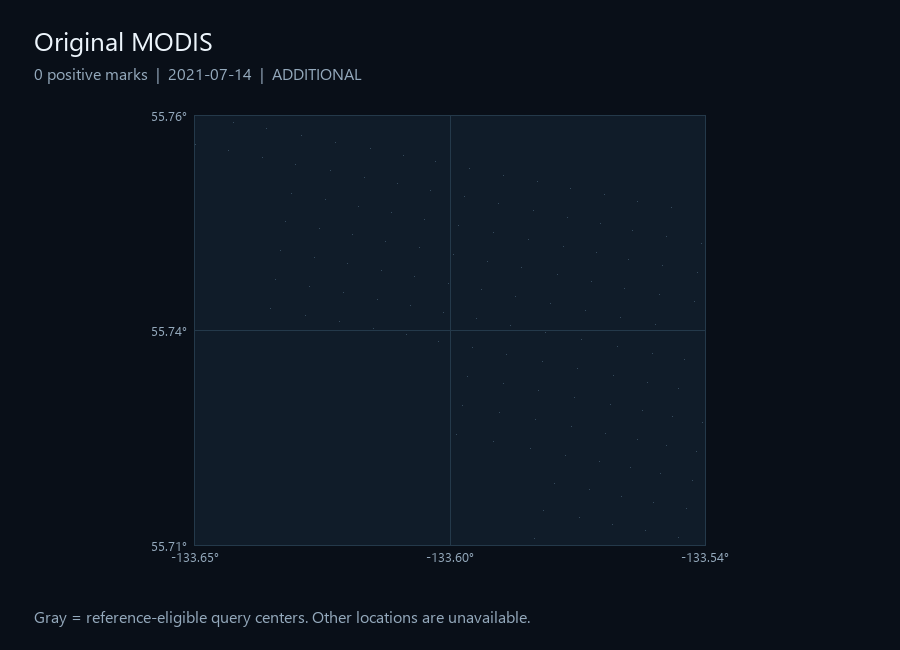 Original MODIS
0 positive marks | 2021-07-14 | ADDITIONAL
55.76°
55.74°
55.71°
-133.65° -133.60° -133.54°
Gray = reference-eligible query centers. Other locations are unavailable.